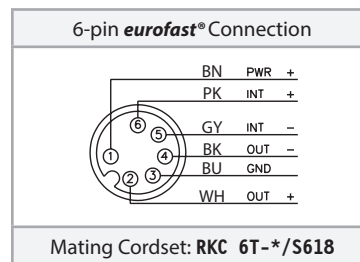 6-pin eurofast® Connection
BN PWR +
PK INT +
GY INT –
BK OUT –
BU GND
WH OUT +
6
5
1
4
3
2
Mating Cordset: RKC 6T-*/S618